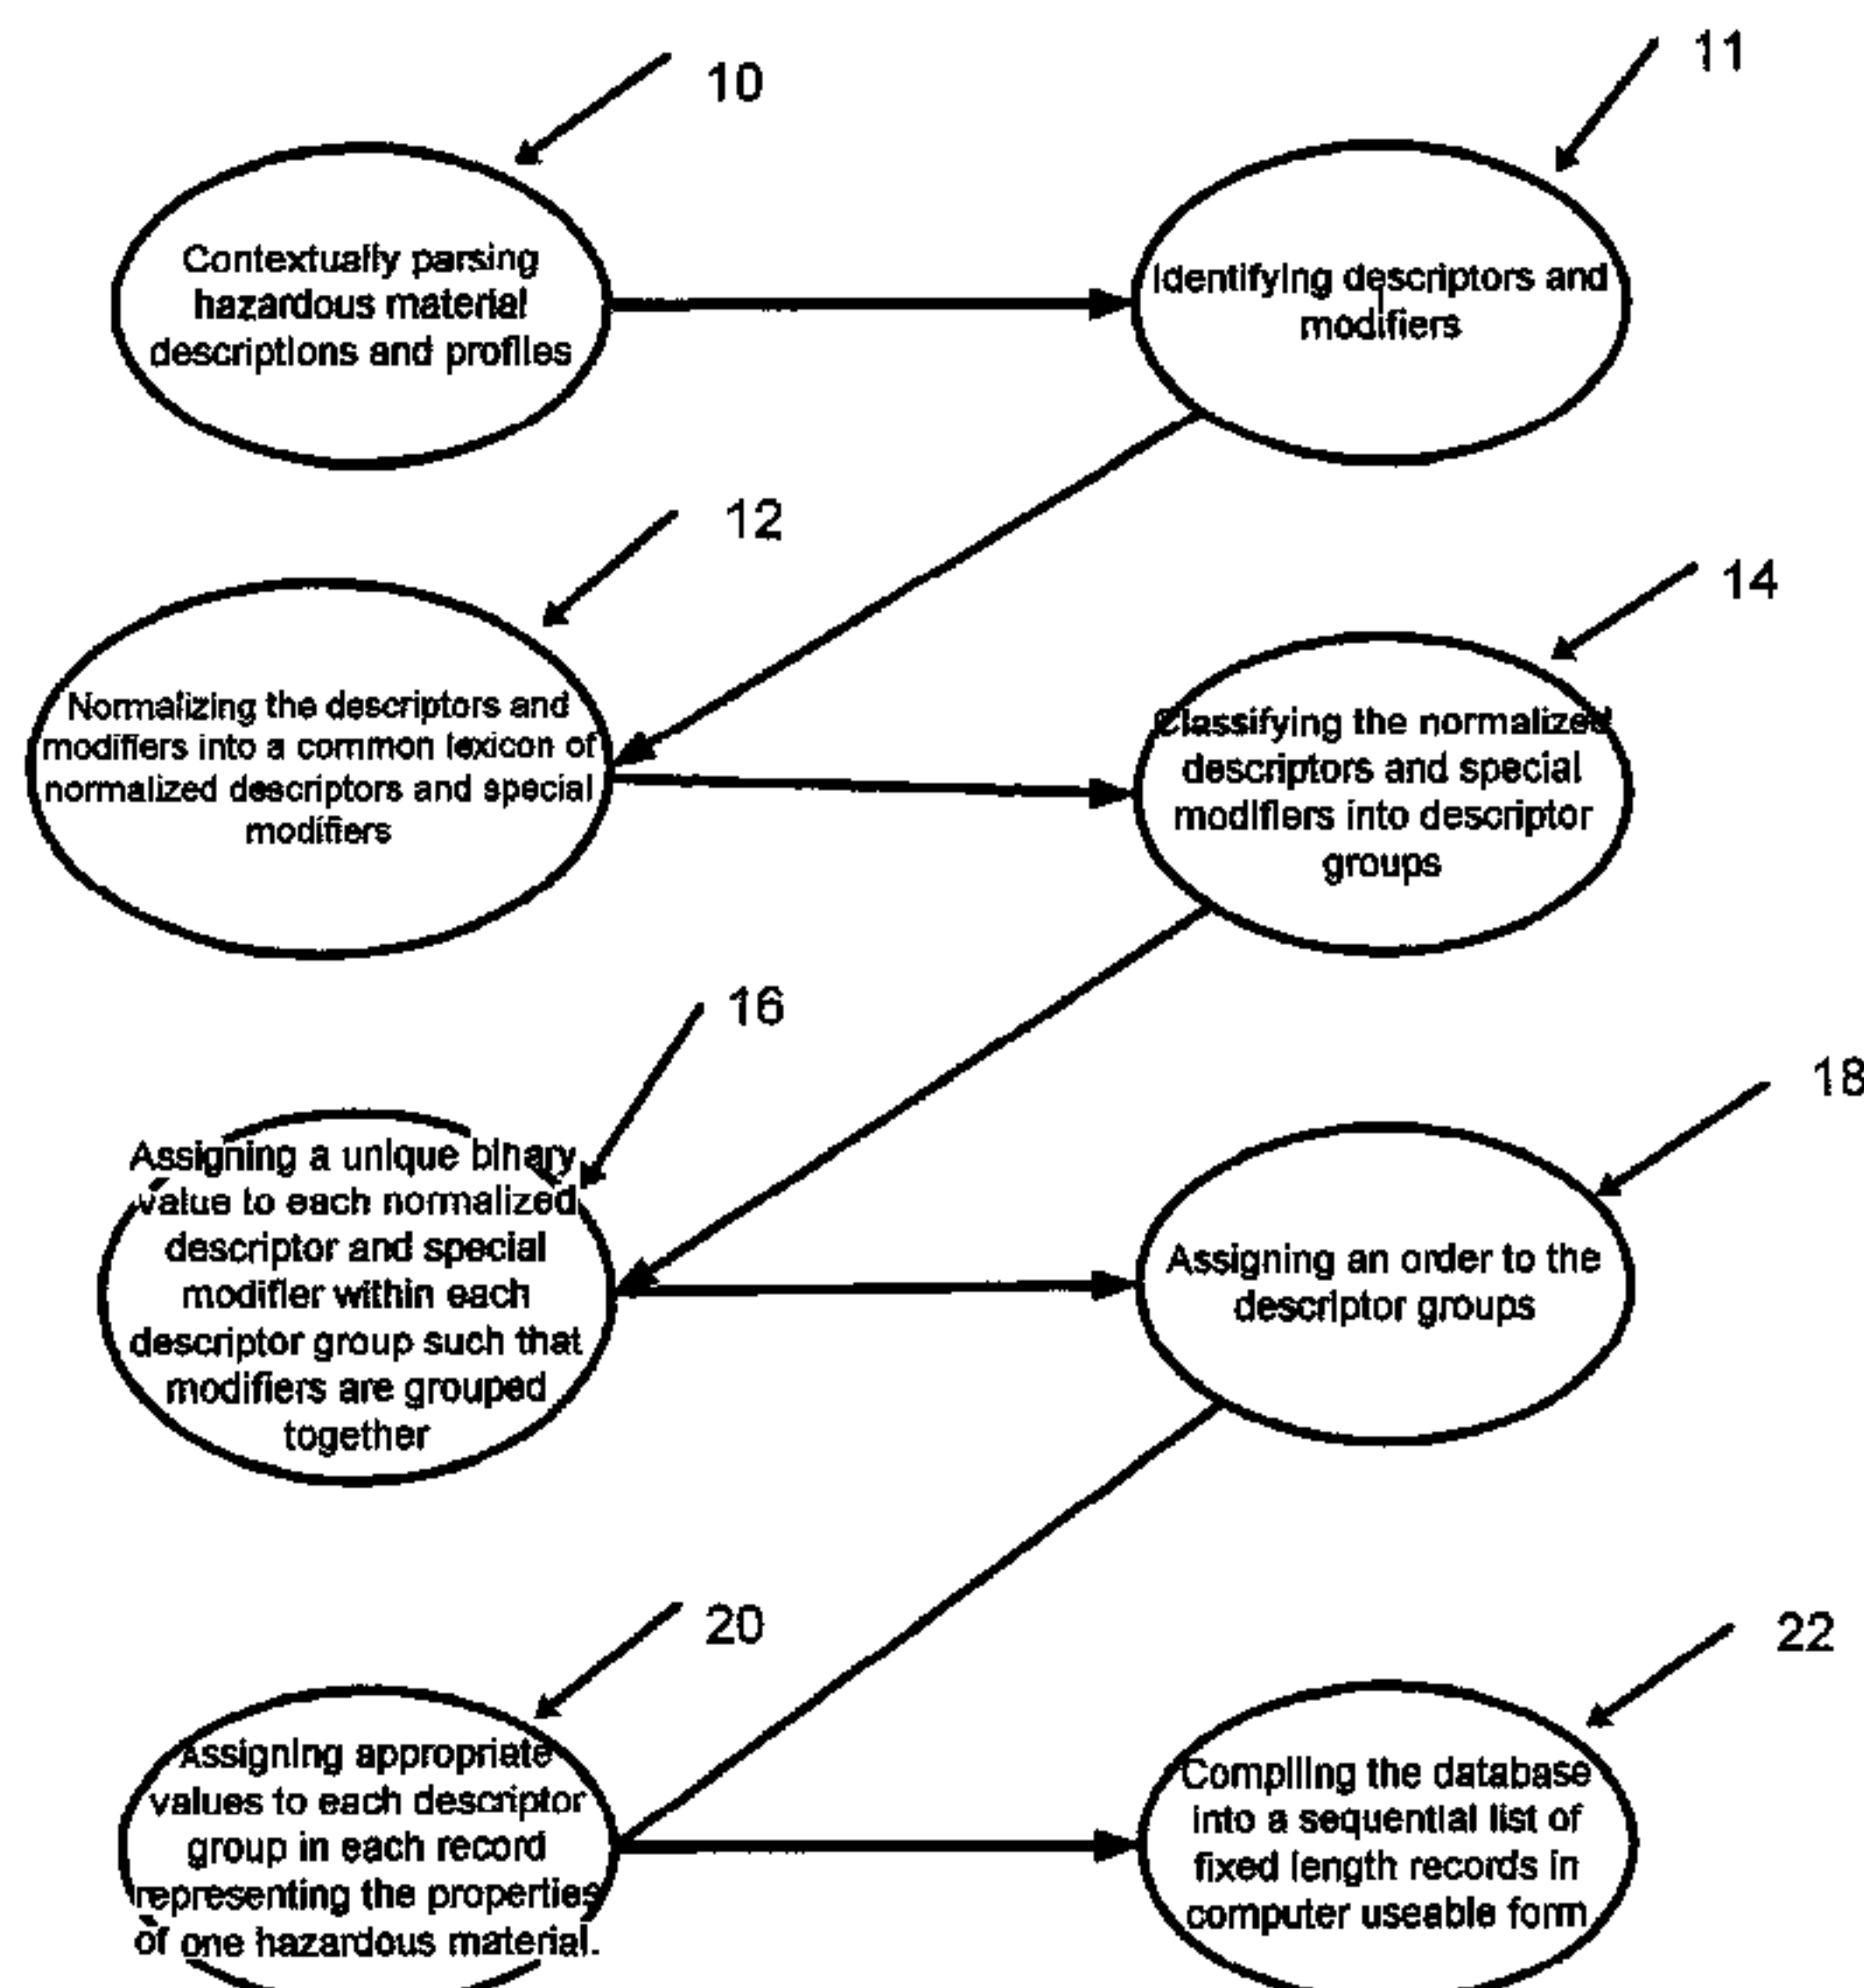 10
Contextually parsing
hazardous material
descriptions and profiles
11
Identifying descriptors and
modifiers
12
Normalizing the descriptors and
modifiers into a common lexicon of
normalized descriptors and special
modifiers
14
Classifying the normalized
descriptors and special
modifiers into descriptor
groups
16
Assigning a unique binary
value to each normalized
descriptor and special
modifier within each
descriptor group such that
modifiers are grouped
together
18
Assigning an order to the
descriptor groups
20
Assigning appropriate
values to each descriptor
group in each record
representing the properties
of one hazardous material.
22
Compiling the database
into a sequential list of
fixed length records in
computer useable form